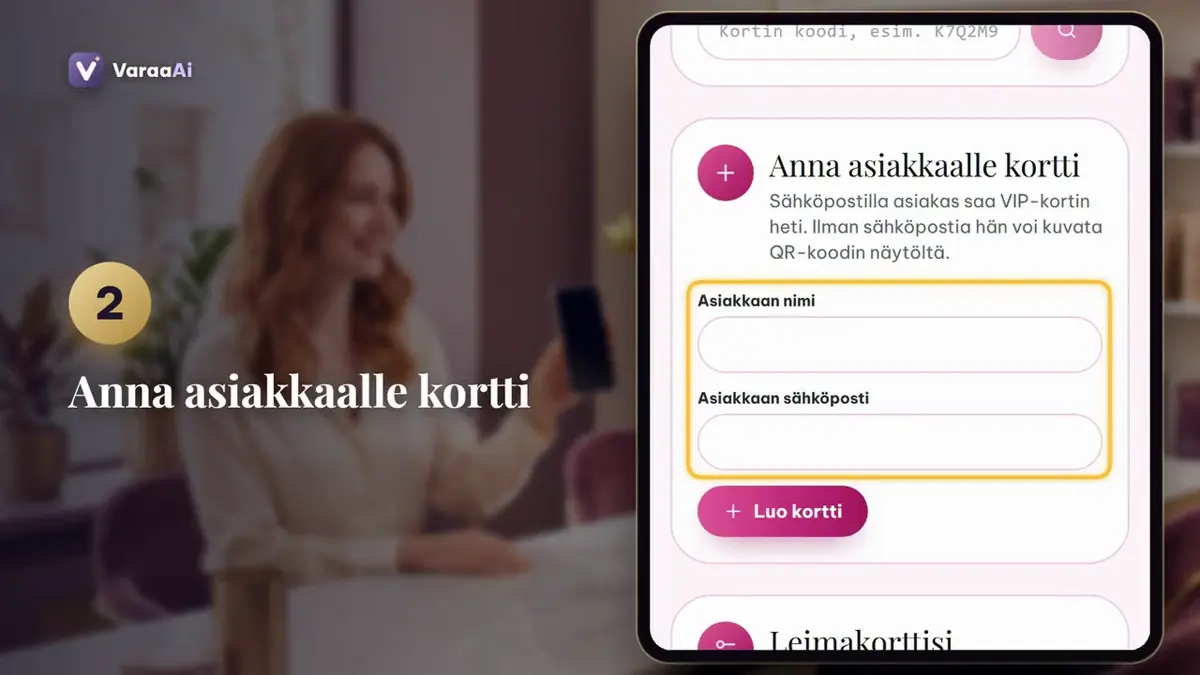 VaraaAi
2
Anna asiakkaalle kortti
Kortin koodi, esim. K7Q2M9
Anna asiakkaalle kortti
Sähköpostilla asiakas saa VIP-kortin
heti. Ilman sähköpostia hän voi kuvata
QR-koodin näytöltä.
Asiakkaan nimi
Asiakkaan sähköposti
+ Luo kortti
Leimakorttisi